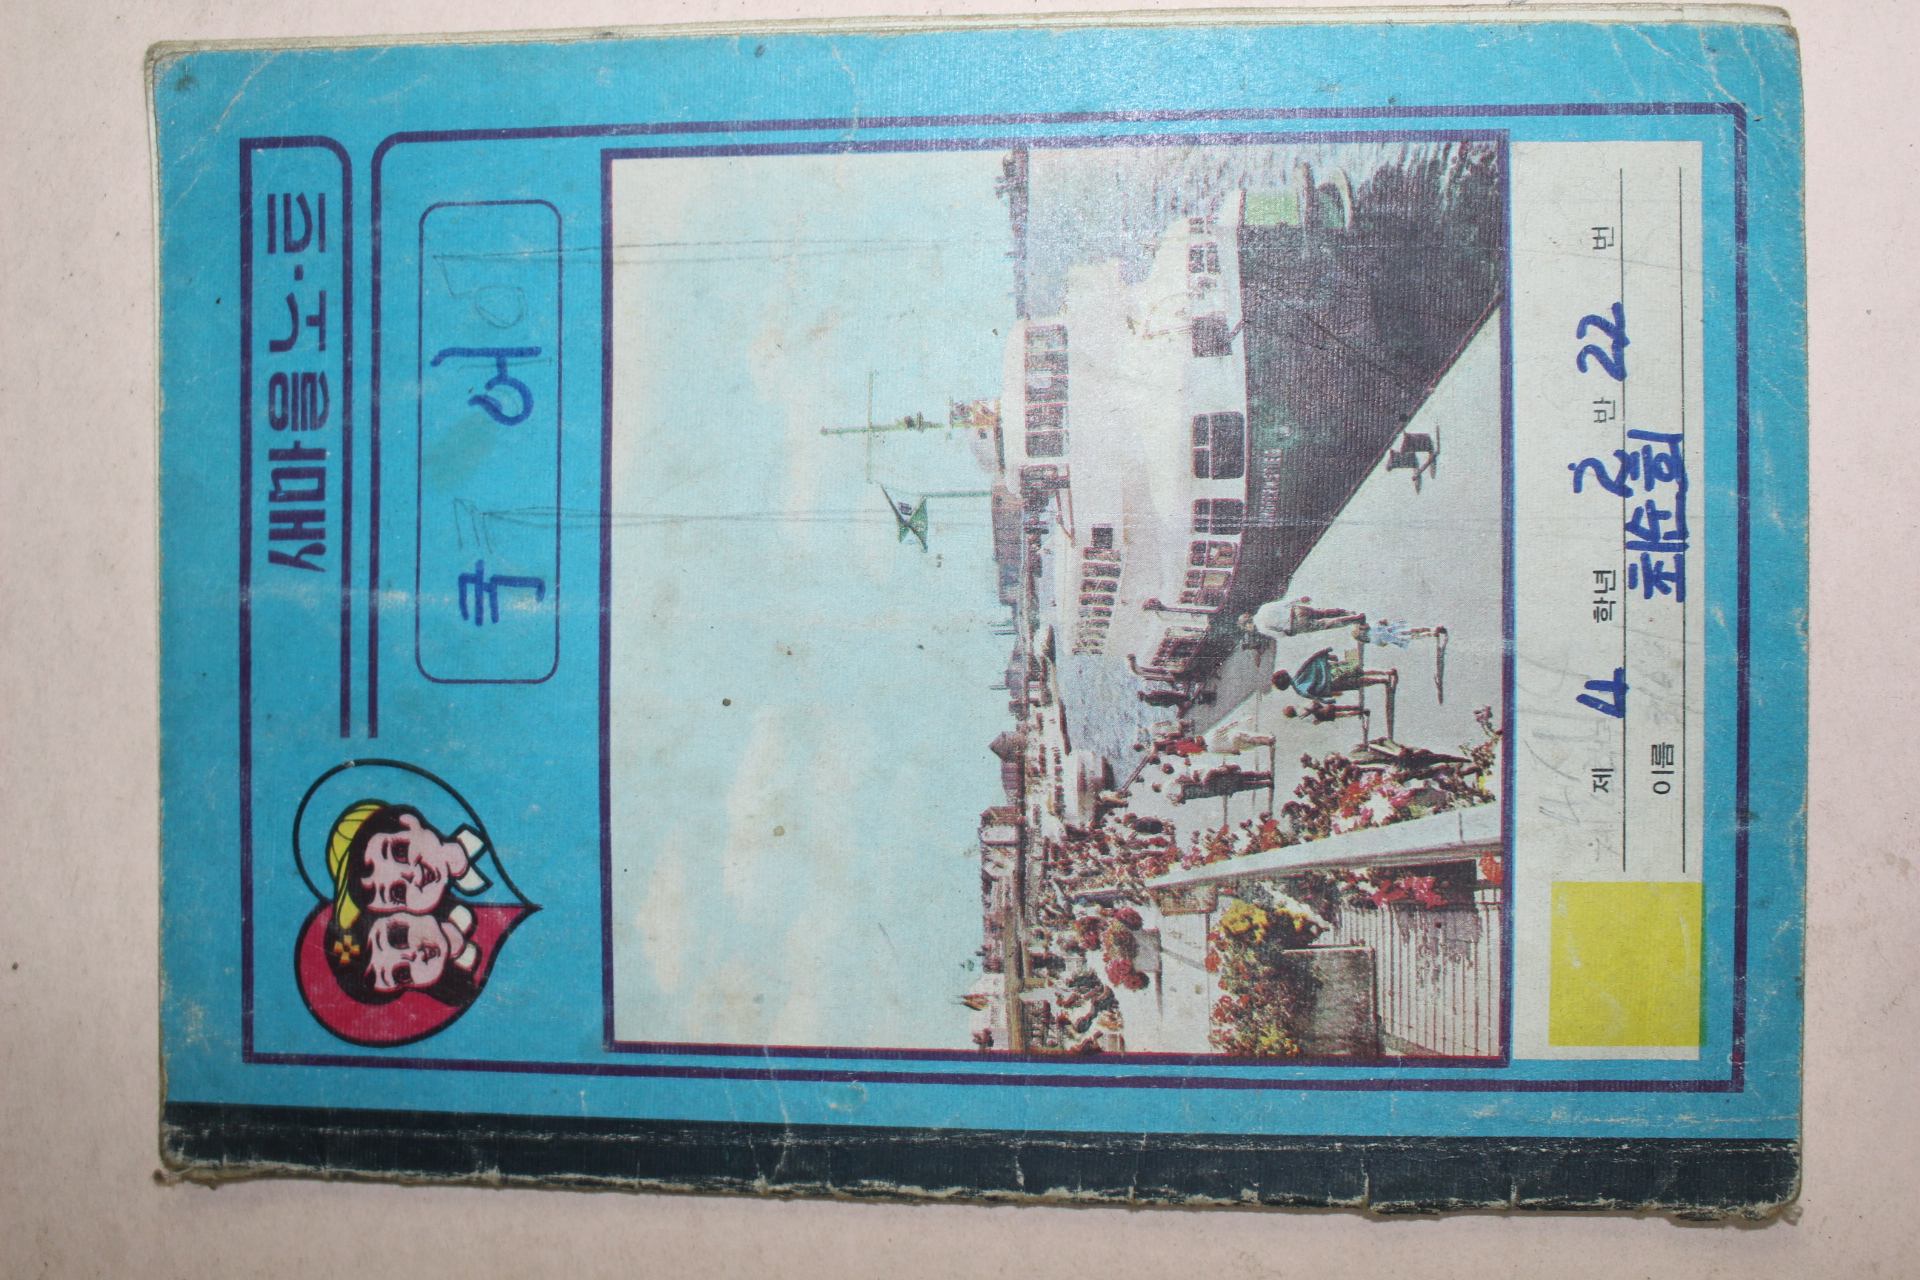 새마을노·트
국 어
제 4 학년 2 반 22 번
이름 최순희